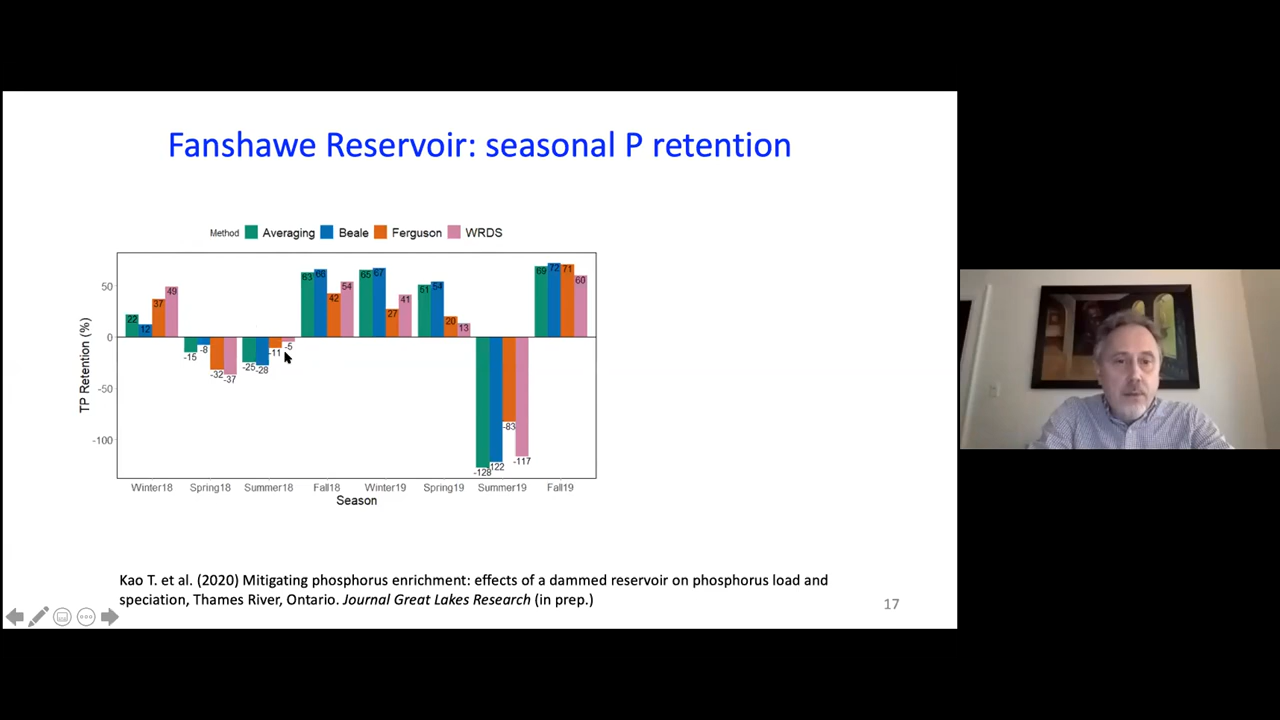 Fanshawe Reservoir: seasonal P retention
Method Averaging Beale Ferguson WRDS
TP Retention (%)
50
0
-50
-100
22 12 37 49
-15 -8 -32 -37
-25 -28 -11 -5
63 66 42 54
65 67 27 41
51 54 20 13
-128 -122 -83 -117
69 72 71 60
Winter18 Spring18 Summer18 Fall18 Winter19 Spring19 Summer19 Fall19
Season
Kao T. et al. (2020) Mitigating phosphorus enrichment: effects of a dammed reservoir on phosphorus load and
speciation, Thames River, Ontario. Journal Great Lakes Research (in prep.)
17